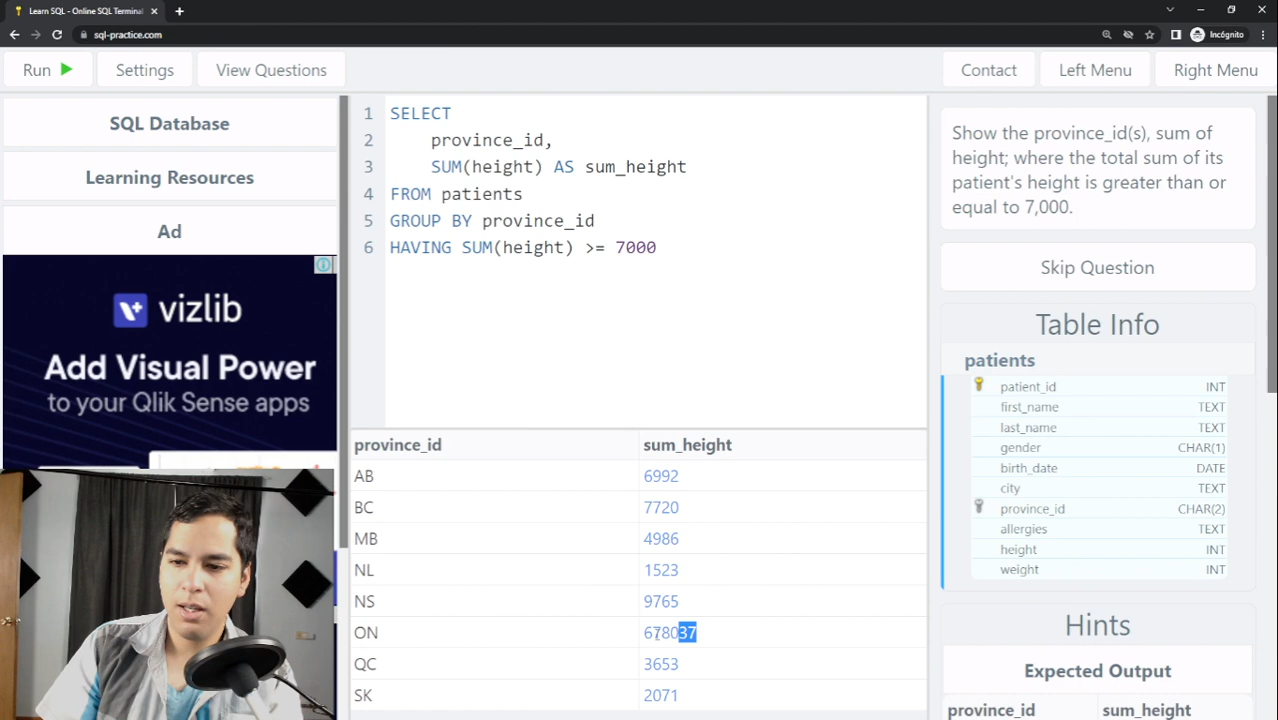 Learn SQL - Online SQL Terminal
sql-practice.com
Incógnito
Run
Settings
View Questions
Contact
Left Menu
Right Menu
SQL Database
Learning Resources
Ad
vizlib
Add Visual Power
to your Qlik Sense apps
1 SELECT
2 province_id,
3 SUM(height) AS sum_height
4 FROM patients
5 GROUP BY province_id
6 HAVING SUM(height) >= 7000
province_id sum_height
AB 6992
BC 7720
MB 4986
NL 1523
NS 9765
ON 678037
QC 3653
SK 2071
Show the province_id(s), sum of
height; where the total sum of its
patient's height is greater than or
equal to 7,000.
Skip Question
Table Info
patients
patient_id INT
first_name TEXT
last_name TEXT
gender CHAR(1)
birth_date DATE
city TEXT
province_id CHAR(2)
allergies TEXT
height INT
weight INT
Hints
Expected Output
province_id sum_height